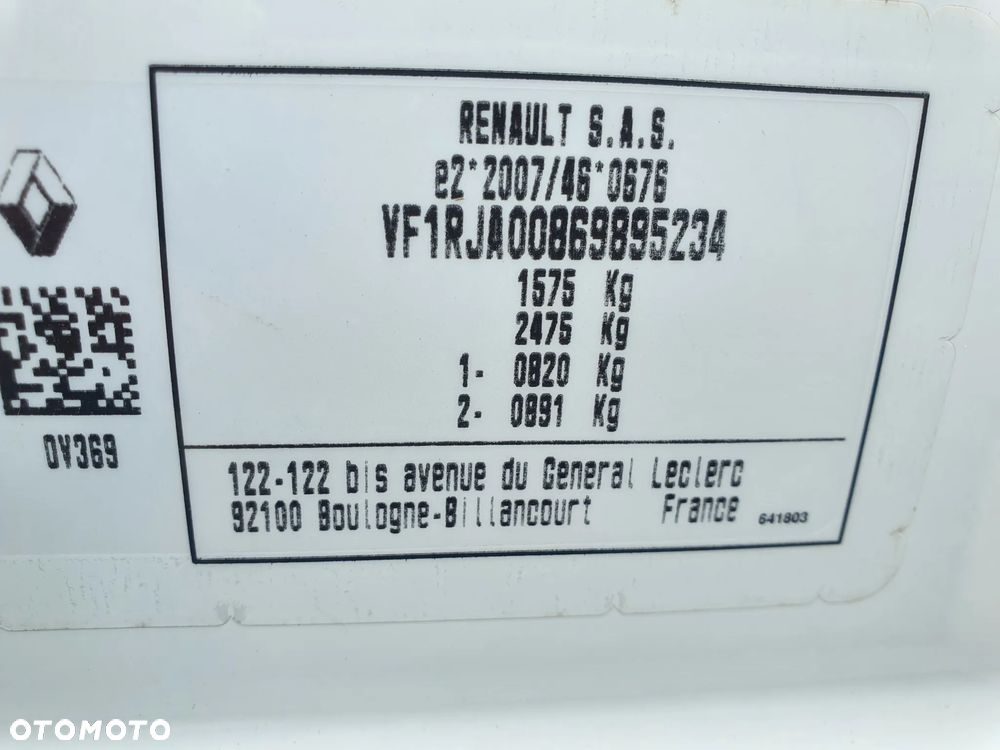 RENAULT S.A.S.
e2*2007/46*0676
VF1RJA00869895234
1575 Kg
2475 Kg
1- 0820 Kg
2- 0891 Kg
0V369
122-122 bis avenue du General Leclerc
92100 Boulogne-Billancourt France 641803
OTOMOTO